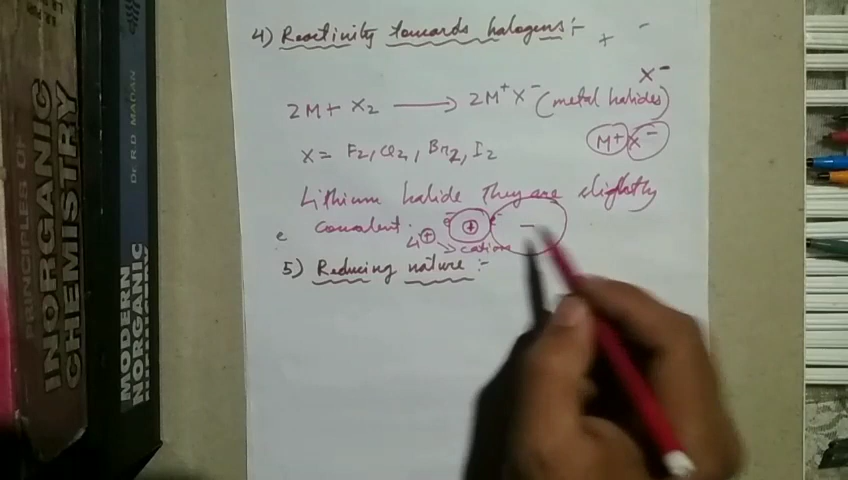 4) Reactivity towards halogens :- + -
X⁻
2M + X₂ ⟶ 2M⁺X⁻ (metal halides)
M⁺X⁻
X = F₂, Cl₂, Br₂, I₂
Lithium halide They are slightly
covalent.
e e⁻ + -
Li⁺ → cation
5) Reducing nature :-
PRINCIPLES OF
INORGANIC
CHEMISTRY
MODERN
INORGANIC
Dr. R.D. MADAN